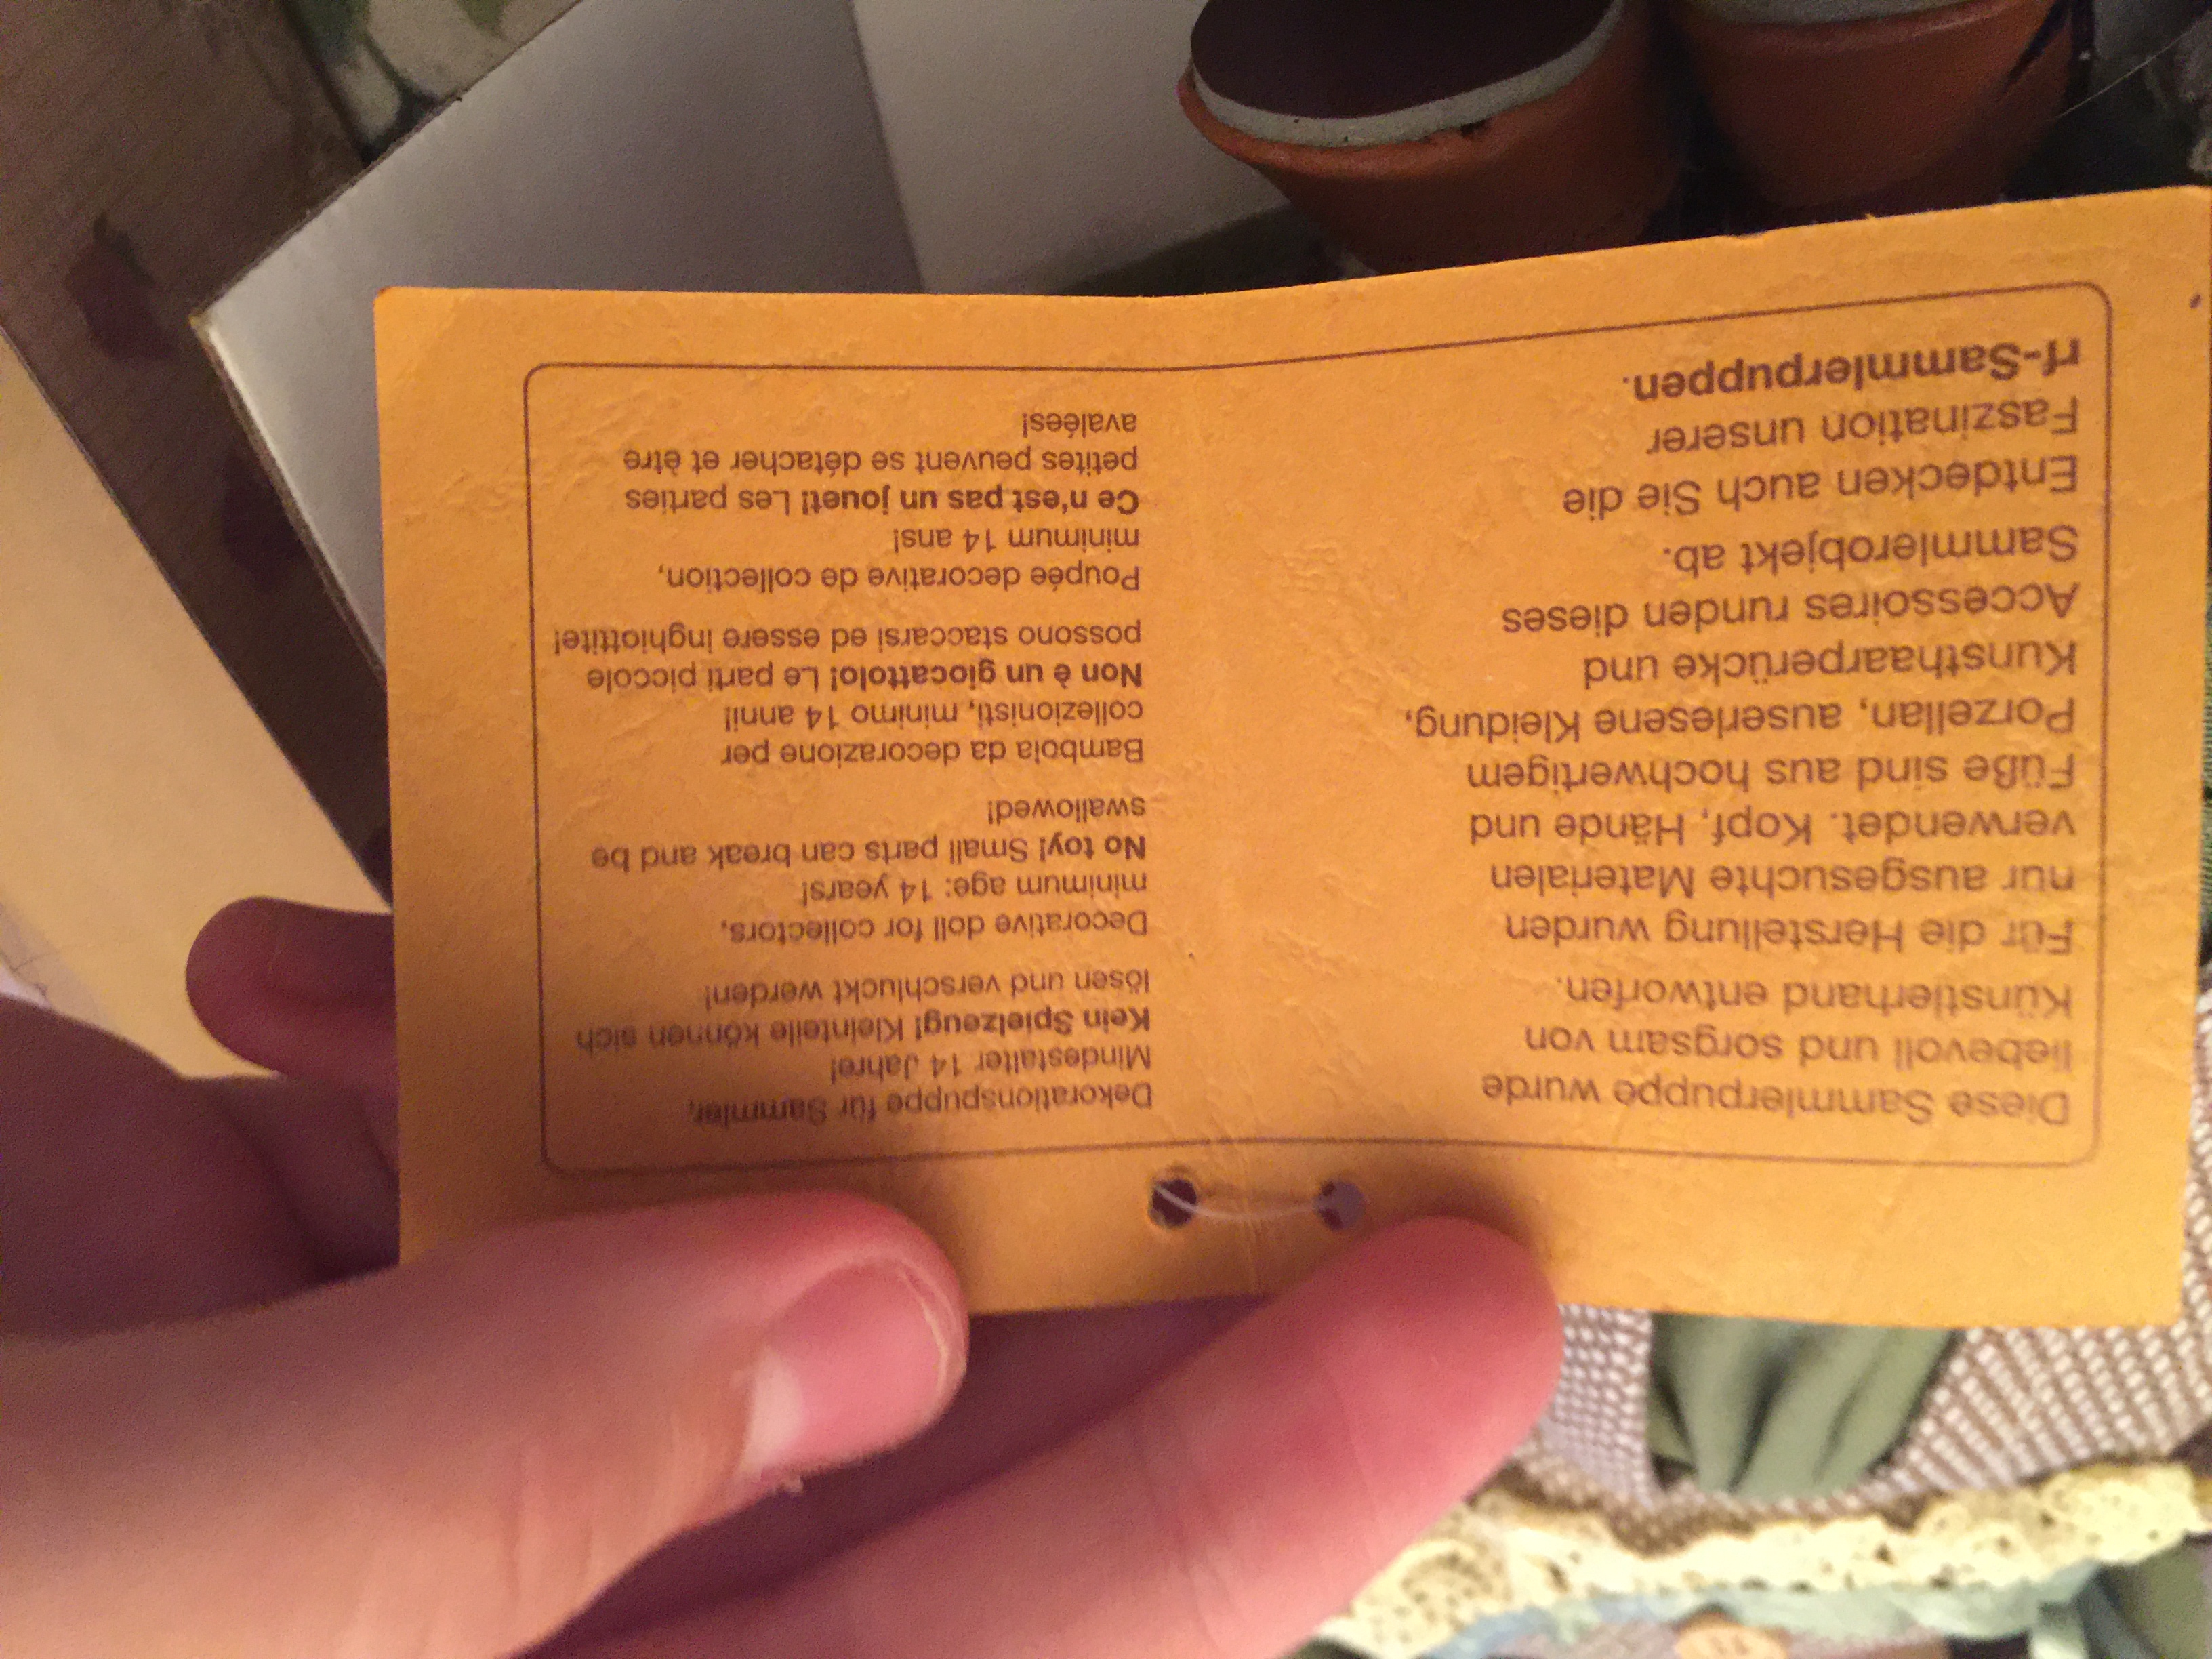 Diese Sammlerpuppe wurde
liebevoll und sorgsam von
Künstlerhand entworfen.
Für die Herstellung wurden
nur ausgesuchte Materialen
verwendet. Kopf, Hände und
Füße sind aus hochwertigem
Porzellan, auserlesene Kleidung,
Kunsthaarperücke und
Accessoires runden dieses
Sammlerobjekt ab.
Entdecken auch Sie die
Faszination unserer
rf-Sammlerpuppen.
Dekorationspuppe für Sammler,
Mindestalter 14 Jahre!
Kein Spielzeug! Kleinteile können sich
lösen und verschluckt werden!
Decorative doll for collectors,
minimum age: 14 years!
No toy! Small parts can break and be
swallowed!
Bambola da decorazione per
collezionisti, minimo 14 anni!
Non è un giocattolo! Le parti piccole
possono staccarsi ed essere inghiottite!
Poupée decorative de collection,
minimum 14 ans!
Ce n'est pas un jouet! Les parties
petites peuvent se détacher et être
avalées!